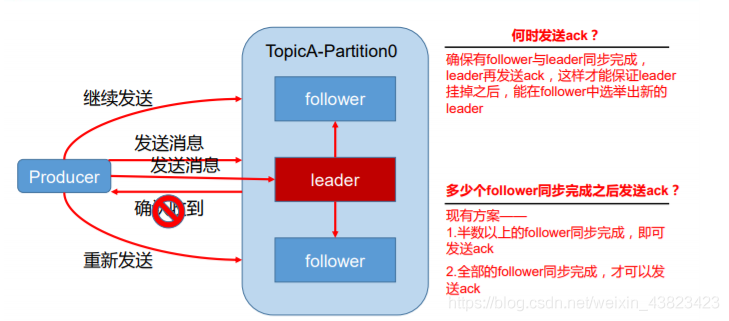 TopicA-Partition0
继续发送
follower
发送消息
发送消息
Producer
leader
确认收到
重新发送
follower
何时发送ack？
确保有follower与leader同步完成，
leader再发送ack，这样才能保证leader
挂掉之后，能在follower中选举出新的
leader
多少个follower同步完成之后发送ack？
现有方案——
1.半数以上的follower同步完成，即可
发送ack
2.全部的follower同步完成，才可以发
送ack
https://blog.csdn.net/weixin_43823423